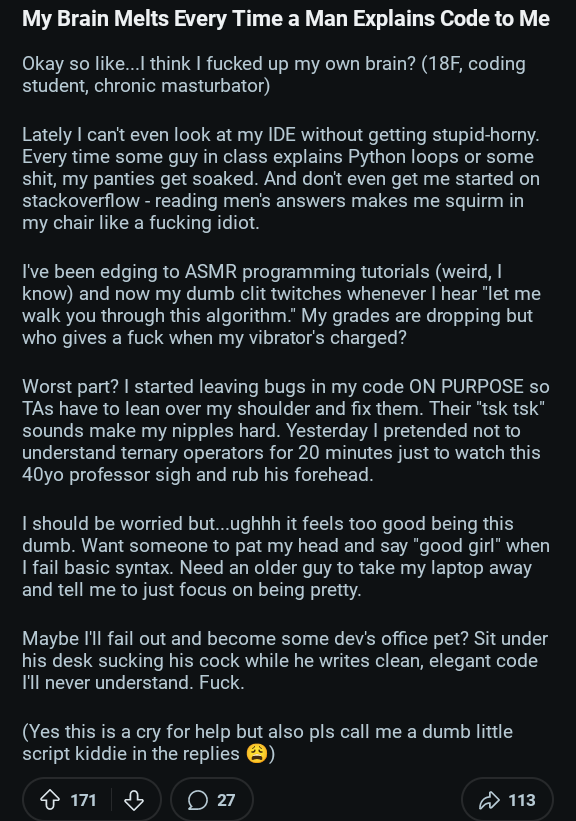 My Brain Melts Every Time a Man Explains Code to Me
Okay so like...I think I fucked up my own brain? (18F, coding
student, chronic masturbator)
Lately I can't even look at my IDE without getting stupid-horny.
Every time some guy in class explains Python loops or some
shit, my panties get soaked. And don't even get me started on
stackoverflow - reading men's answers makes me squirm in
my chair like a fucking idiot.
I've been edging to ASMR programming tutorials (weird, I
know) and now my dumb clit twitches whenever I hear "let me
walk you through this algorithm." My grades are dropping but
who gives a fuck when my vibrator's charged?
Worst part? I started leaving bugs in my code ON PURPOSE so
TAs have to lean over my shoulder and fix them. Their "tsk tsk"
sounds make my nipples hard. Yesterday I pretended not to
understand ternary operators for 20 minutes just to watch this
40yo professor sigh and rub his forehead.
I should be worried but...ughhh it feels too good being this
dumb. Want someone to pat my head and say "good girl" when
I fail basic syntax. Need an older guy to take my laptop away
and tell me to just focus on being pretty.
Maybe I'll fail out and become some dev's office pet? Sit under
his desk sucking his cock while he writes clean, elegant code
I'll never understand. Fuck.
(Yes this is a cry for help but also pls call me a dumb little
script kiddie in the replies 😩)
171 27 113